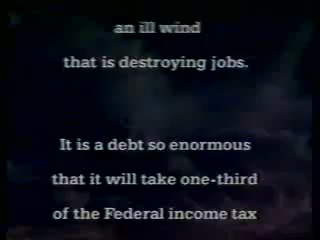 an ill wind
that is destroying jobs.
It is a debt so enormous
that it will take one-third
of the Federal income tax